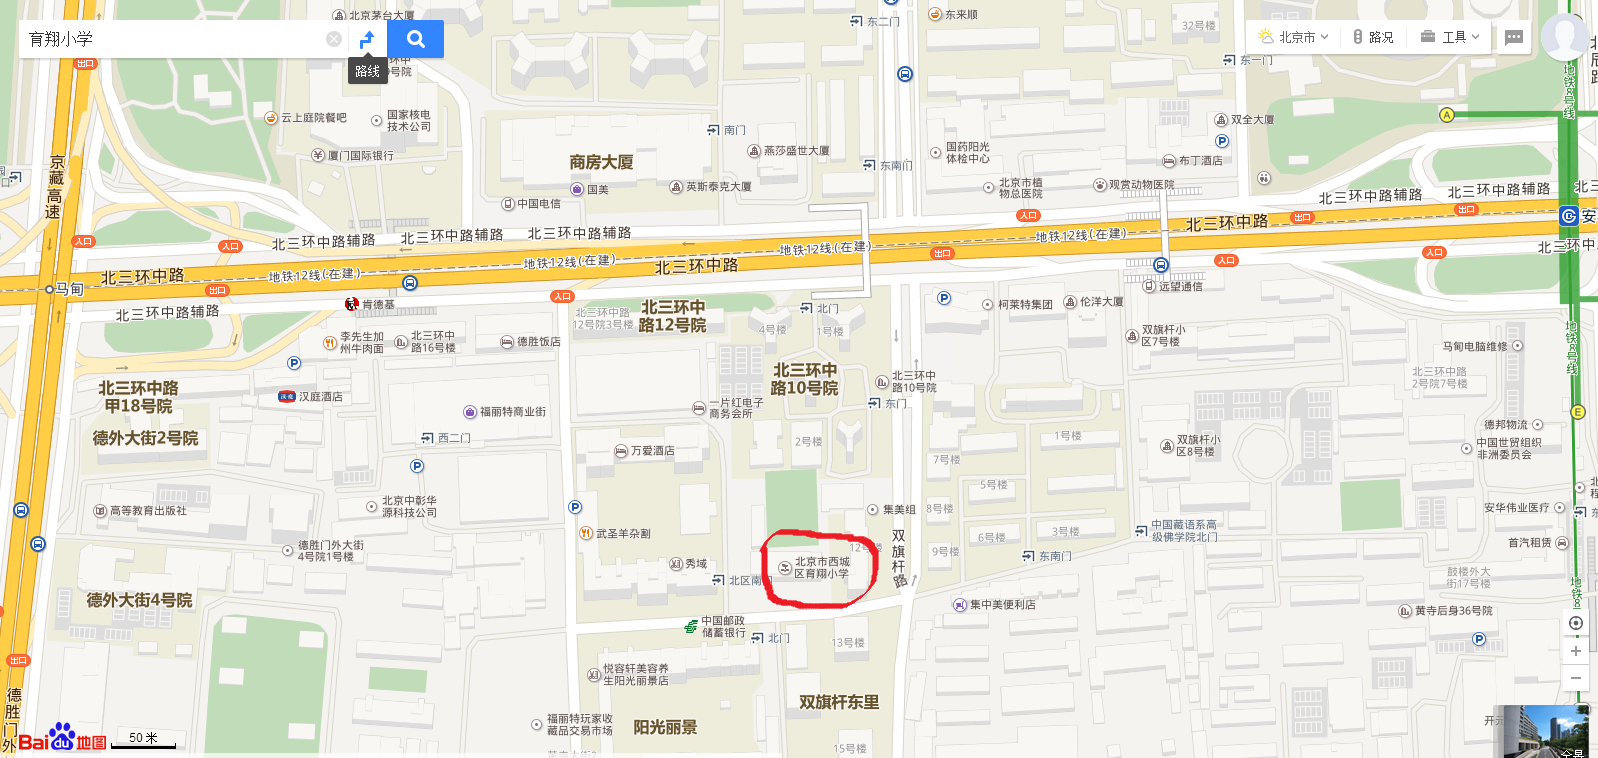 北京茅台大厦
东二门
东来顺
32号楼
育翔小学
北京市
路况
工具
路线
号院
东一门
地铁8号线
云上庭院餐吧
国家核电
技术公司
南门
双全大厦
A
厦门国际银行
商房大厦
燕莎盛世大厦
国药阳光
体检中心
东南门
布丁酒店
京藏高速
国美
英斯泰克大厦
北京市植
物总医院
观赏动物医院
中国电信
北三环中路辅路
北三环中路辅路
北三环中路辅路
北三环中路辅路
北三环中路辅路
北三环中路
出口
入口
地铁12线(在建)
地铁12线(在建)
地铁12线(在建)
地铁12线(在建)
北三环中路
北三环中路
马甸
肯德基
北三环中路辅路
北三环中
路12号院
北三环中路
12号院3号楼
北门
4号楼
1号楼
柯莱特集团
伦洋大厦
远望通信
李先生加
州牛肉面
北三环中
路16号楼
德胜饭店
双旗杆小
区7号楼
马甸电脑维修
地铁8号线
北三环中路
甲18号院
汉庭酒店
北三环中
路10号院
北三环中
路10号院
北三环中路
2号院7号楼
福丽特商业街
一片红电子
商务会所
东门
E
德外大街2号院
西二门
万爱酒店
2号楼
1号楼
双旗杆小
区8号楼
德邦物流
中国世贸组织
非洲委员会
7号楼
5号楼
高等教育出版社
北京中彰华
源科技公司
集美组
8号楼
安华伟业医疗
武圣羊杂割
双旗杆路
6号楼
3号楼
中国藏语系高
级佛学院北门
德胜门外大街
4号院1号楼
12号楼
9号楼
东南门
首汽租赁
秀域
北京市西城
区育翔小学
北区南门
鼓楼外大
街17号楼
德外大街4号院
集中美便利店
黄寺后身36号院
中国邮政
储蓄银行
北门
13号楼
悦容轩美容养
生阳光丽景店
双旗杆东里
德胜门外
福丽特玩家收
藏品交易市场
阳光丽景
15号楼
Baidu地图
50 米
全景